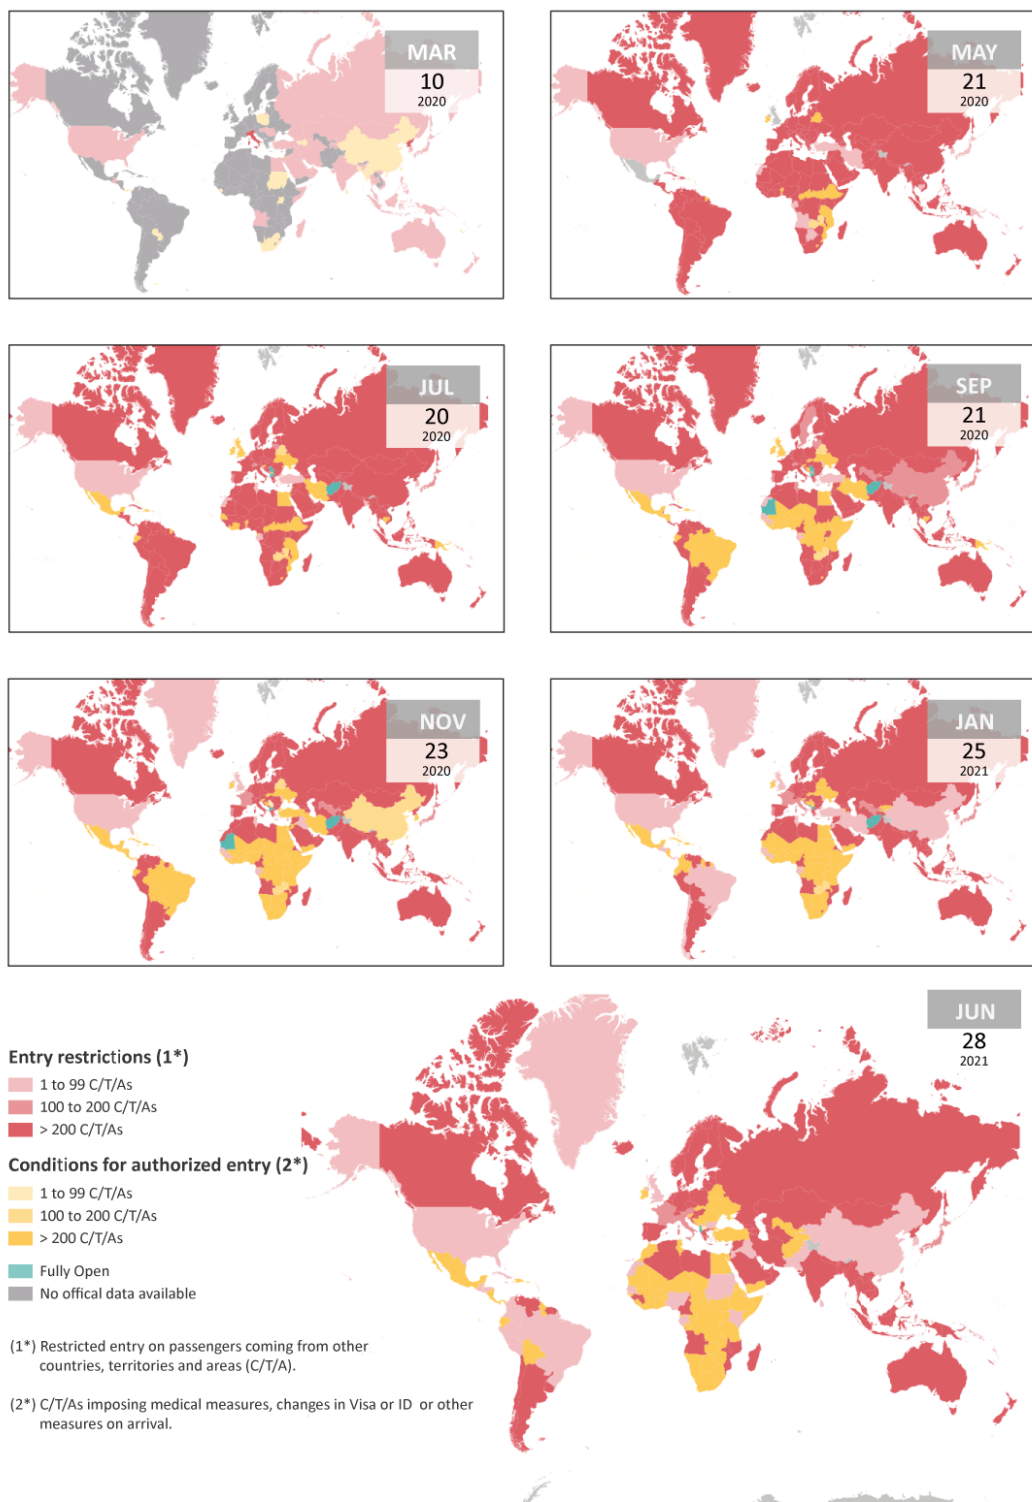 MAR
10
2020
MAY
21
2020
JUL
20
2020
SEP
21
2020
NOV
23
2020
JAN
25
2021
JUN
28
2021
Entry restrictions (1*)
1 to 99 C/T/As
100 to 200 C/T/As
> 200 C/T/As
Conditions for authorized entry (2*)
1 to 99 C/T/As
100 to 200 C/T/As
> 200 C/T/As
Fully Open
No offical data available
(1*) Restricted entry on passengers coming from other
countries, territories and areas (C/T/A).
(2*) C/T/As imposing medical measures, changes in Visa or ID or other
measures on arrival.